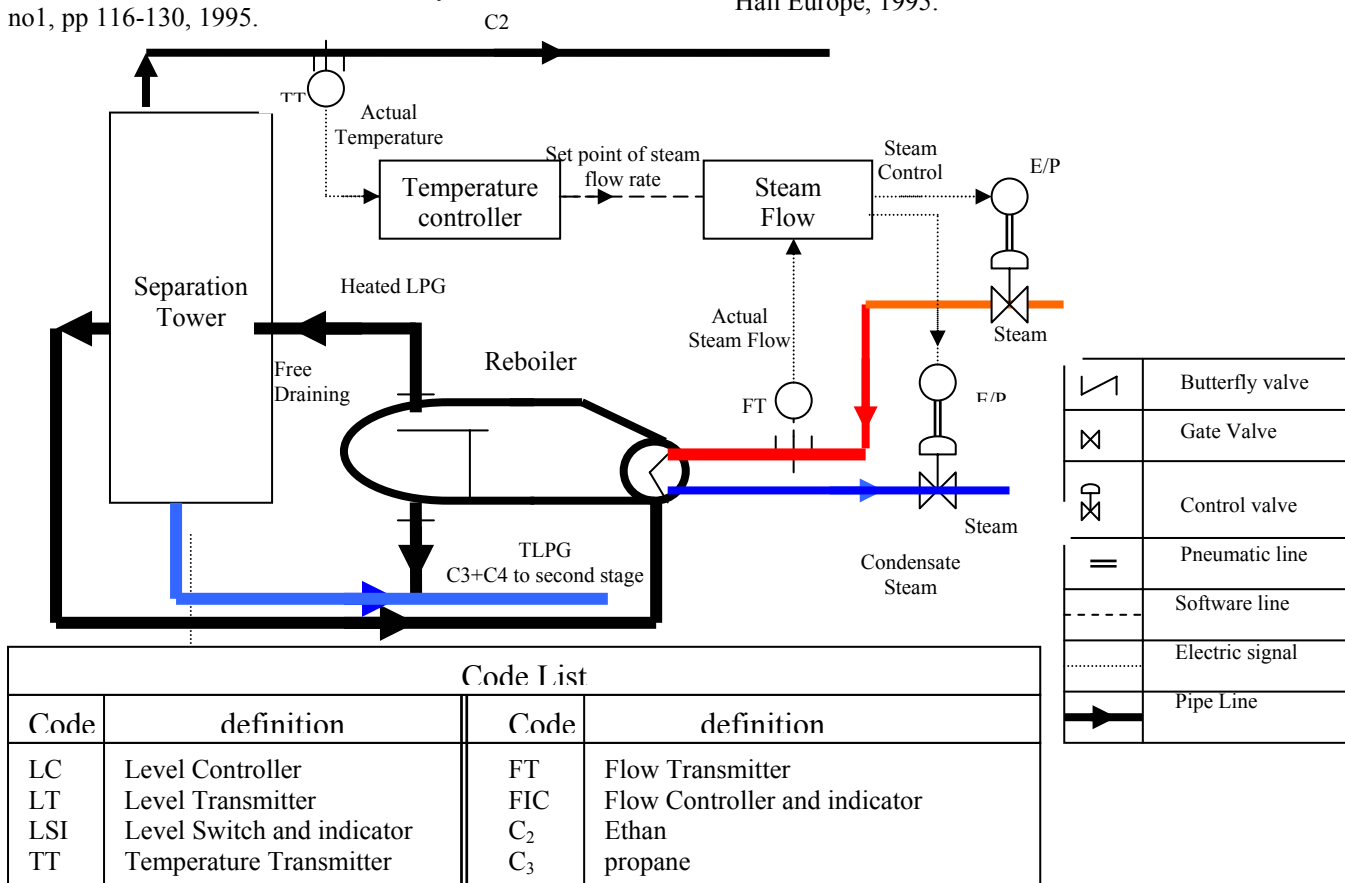 no1, pp 116-130, 1995.
Hall Europe, 1995.
C2
TT
Actual
Temperature
Set point of steam
flow rate
Steam
Control
E/P
Temperature
controller
Steam
Flow
Separation
Tower
Heated LPG
Actual
Steam Flow
Steam
Free
Draining
Reboiler
FT
E/P
Steam
TLPG
C3+C4 to second stage
Condensate
Steam
Butterfly valve
Gate Valve
Control valve
Pneumatic line
Software line
Electric signal
Pipe Line
Code List
Code definition Code definition
LC Level Controller FT Flow Transmitter
LT Level Transmitter FIC Flow Controller and indicator
LSI Level Switch and indicator C₂ Ethan
TT Temperature Transmitter C₃ propane